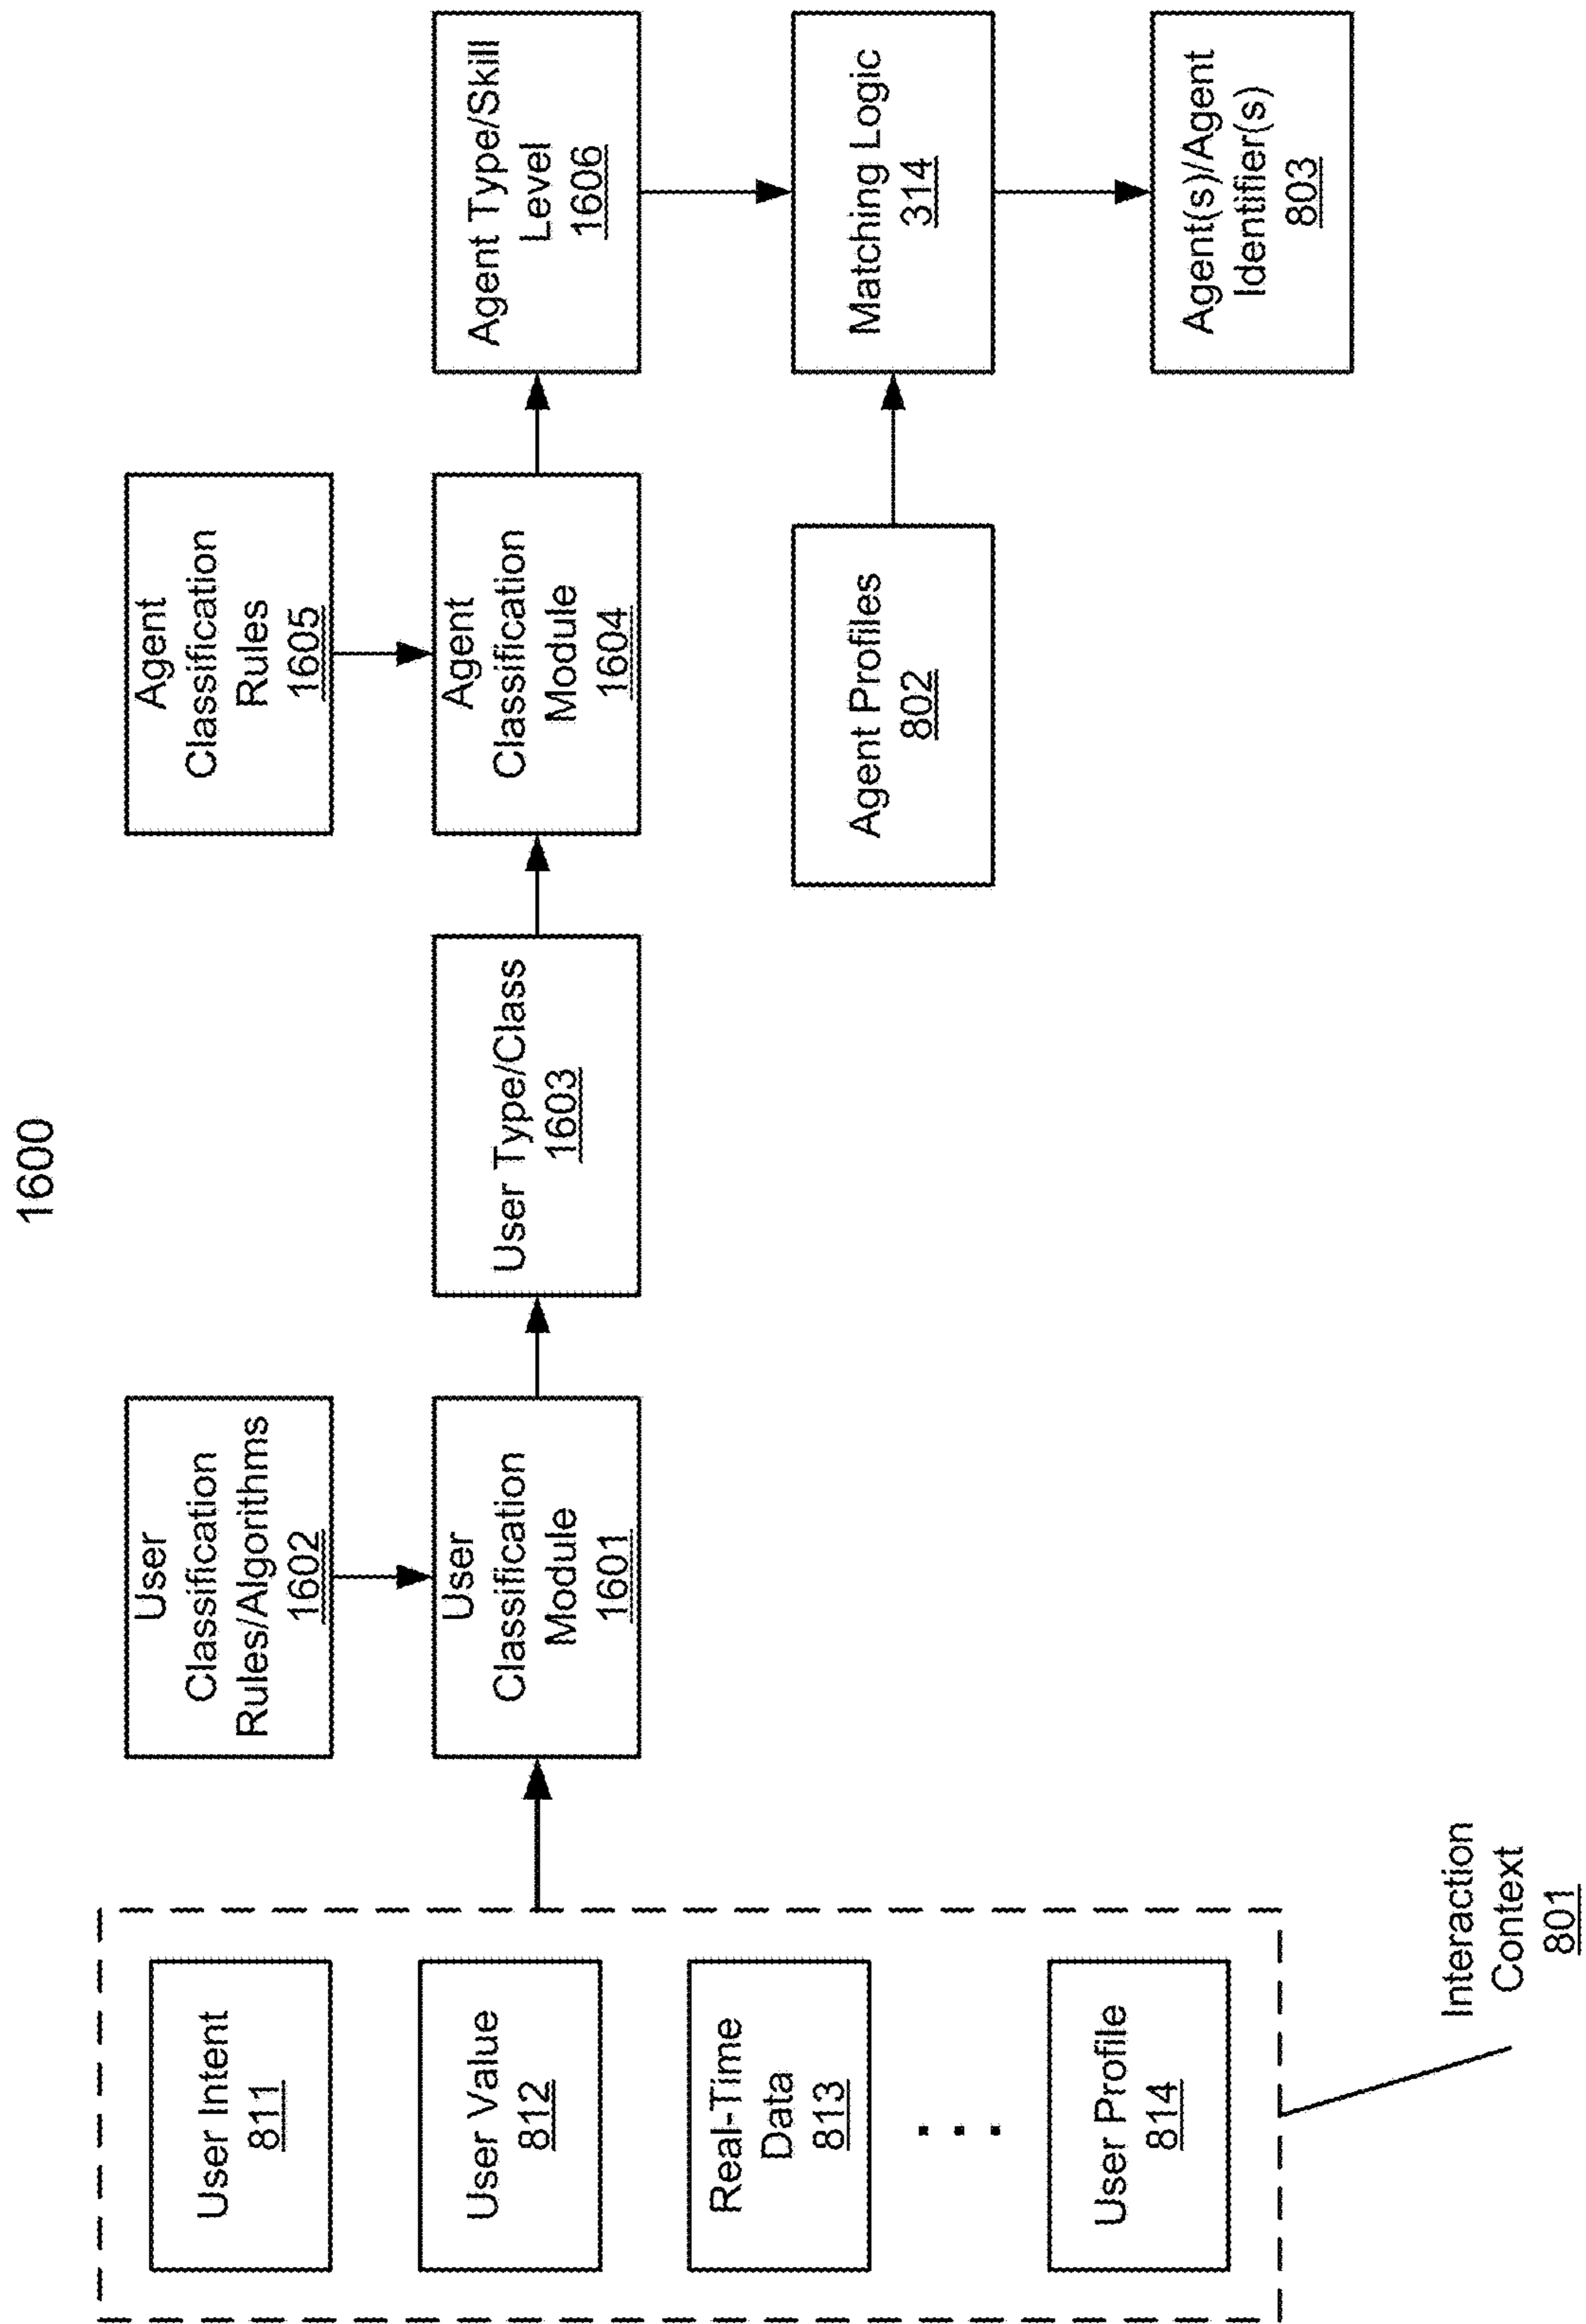 1600
User Intent
811
User Value
812
Real-Time
Data
813
. . .
User Profile
814
Interaction
Context
801
User
Classification
Rules/Algorithms
1602
User
Classification
Module
1601
User Type/Class
1603
Agent
Classification
Rules
1605
Agent
Classification
Module
1604
Agent Profiles
802
Agent Type/Skill
Level
1606
Matching Logic
314
Agent(s)/Agent
Identifier(s)
803